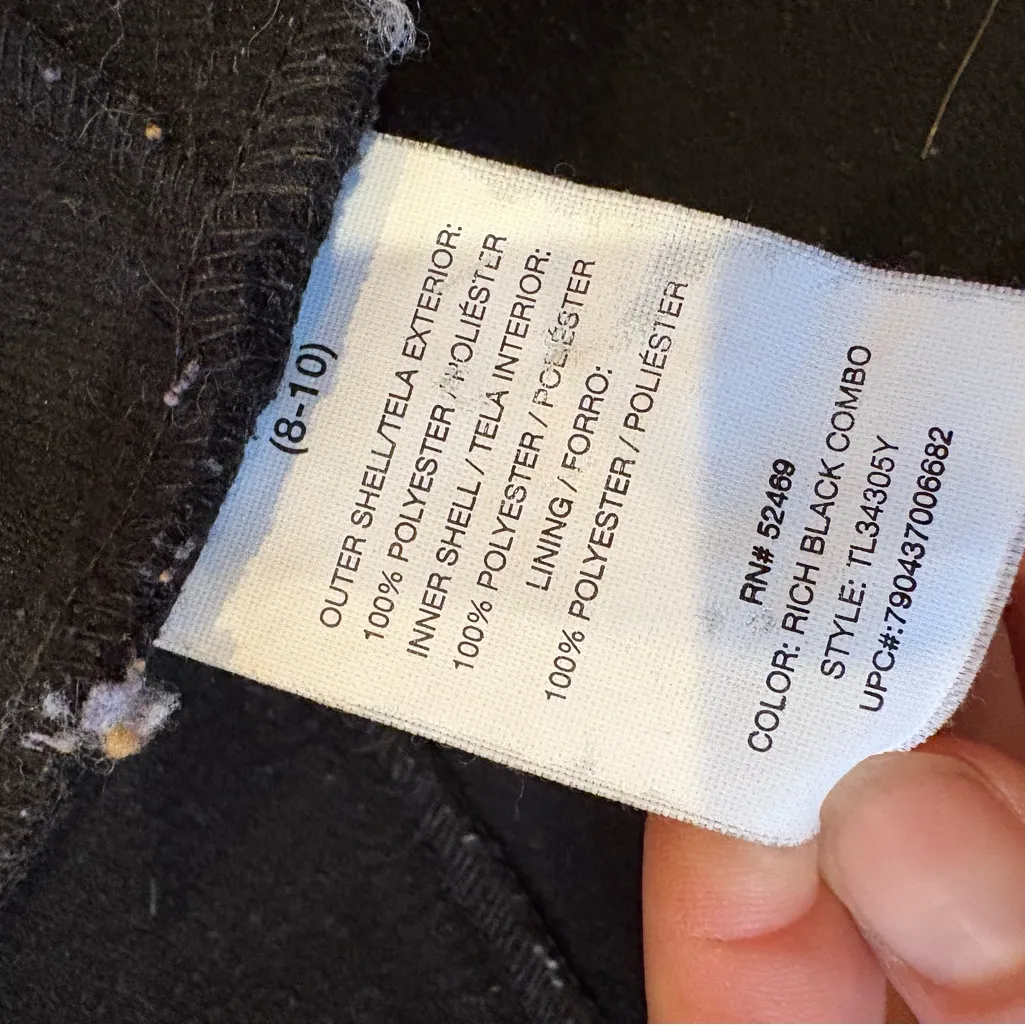 (8-10)
OUTER SHELL/TELA EXTERIOR:
100% POLYESTER / POLIÉSTER
INNER SHELL / TELA INTERIOR:
100% POLYESTER / POLIÉSTER
LINING / FORRO:
100% POLYESTER / POLIÉSTER
RN# 52469
COLOR: RICH BLACK COMBO
STYLE: TL34305Y
UPC#:790437006682